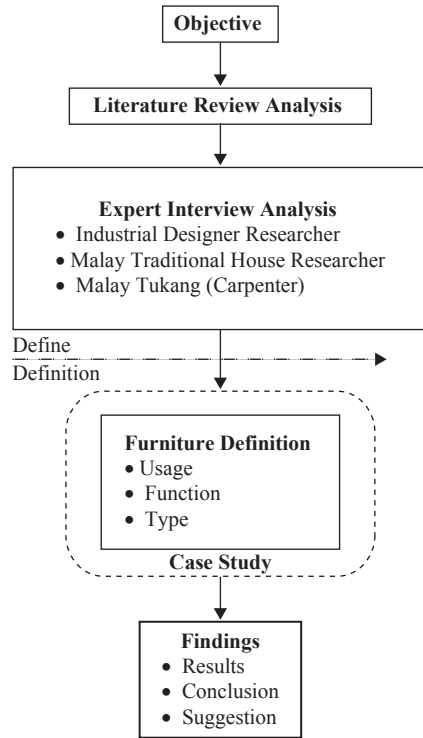 Objective
Literature Review Analysis
Expert Interview Analysis
• Industrial Designer Researcher
• Malay Traditional House Researcher
• Malay Tukang (Carpenter)
Define
Definition
Furniture Definition
• Usage
• Function
• Type
Case Study
Findings
• Results
• Conclusion
• Suggestion